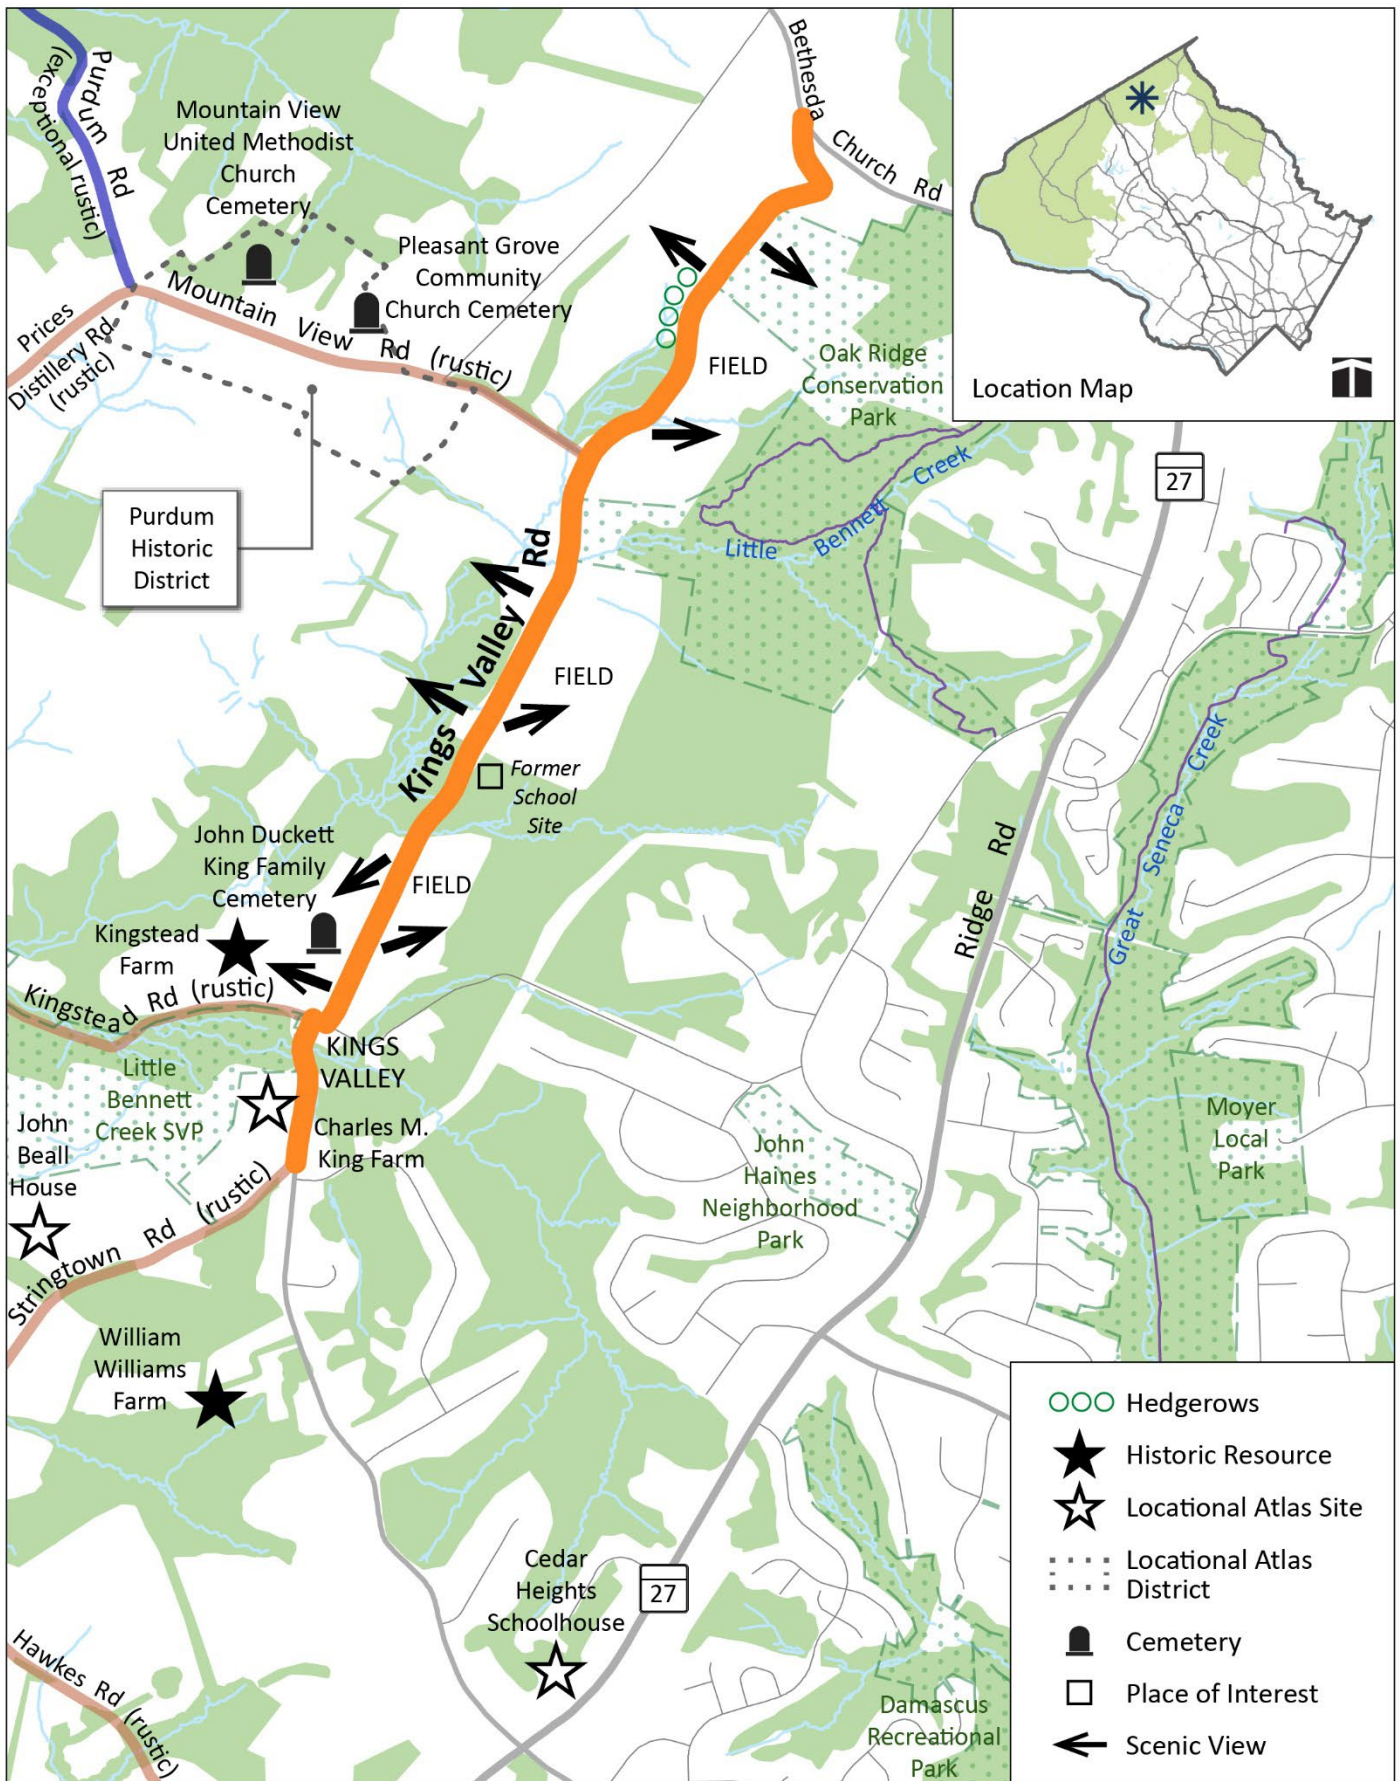 Purdum Rd
(exceptional rustic)
Mountain View
United Methodist
Church
Cemetery
Bethesda Church Rd
Location Map
Pleasant Grove
Community
Church Cemetery
Prices
Distillery Rd
(rustic)
Mountain View Rd (rustic)
FIELD
Oak Ridge
Conservation
Park
27
Little Bennett Creek
Purdum
Historic
District
Kings Valley Rd
FIELD
Former
School
Site
Great Seneca Creek
Ridge Rd
John Duckett
King Family
Cemetery
FIELD
Kingstead
Farm
Kingstead Rd (rustic)
KINGS
VALLEY
Little
Bennett
Creek SVP
John
Beall
House
Charles M.
King Farm
Moyer
Local
Park
John
Haines
Neighborhood
Park
Stringtown Rd (rustic)
William
Williams
Farm
Cedar
Heights
Schoolhouse
27
Hawkes Rd (rustic)
Damascus
Recreational
Park
Hedgerows
Historic Resource
Locational Atlas Site
Locational Atlas
District
Cemetery
Place of Interest
Scenic View